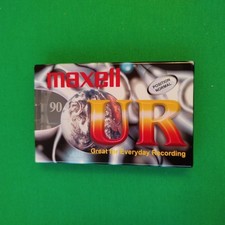 maxell
POSITION
NORMAL
90
UR
Great for Everyday Recording